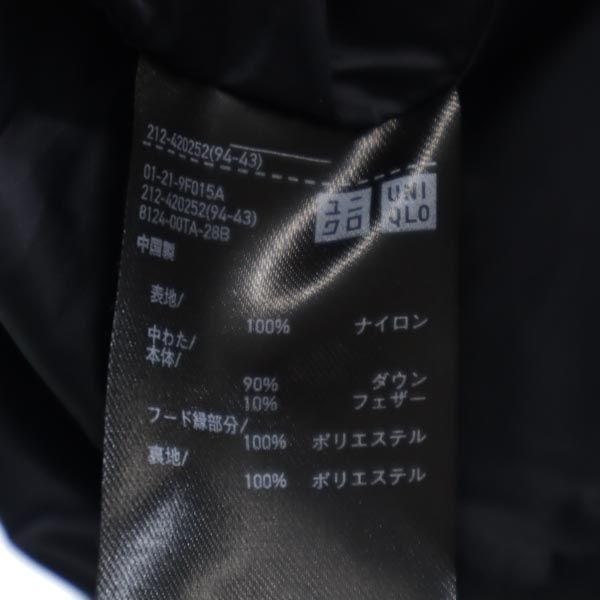 212-420252(94-43)
01-21-9F015A
212-420252(94-43)
8124-00TA-28B
中国製
ユニ
クロ
UNI
QLO
表地/
100% ナイロン
中わた/
本体/
90% ダウン
10% フェザー
フード縁部分/
100% ポリエステル
裏地/
100% ポリエステル